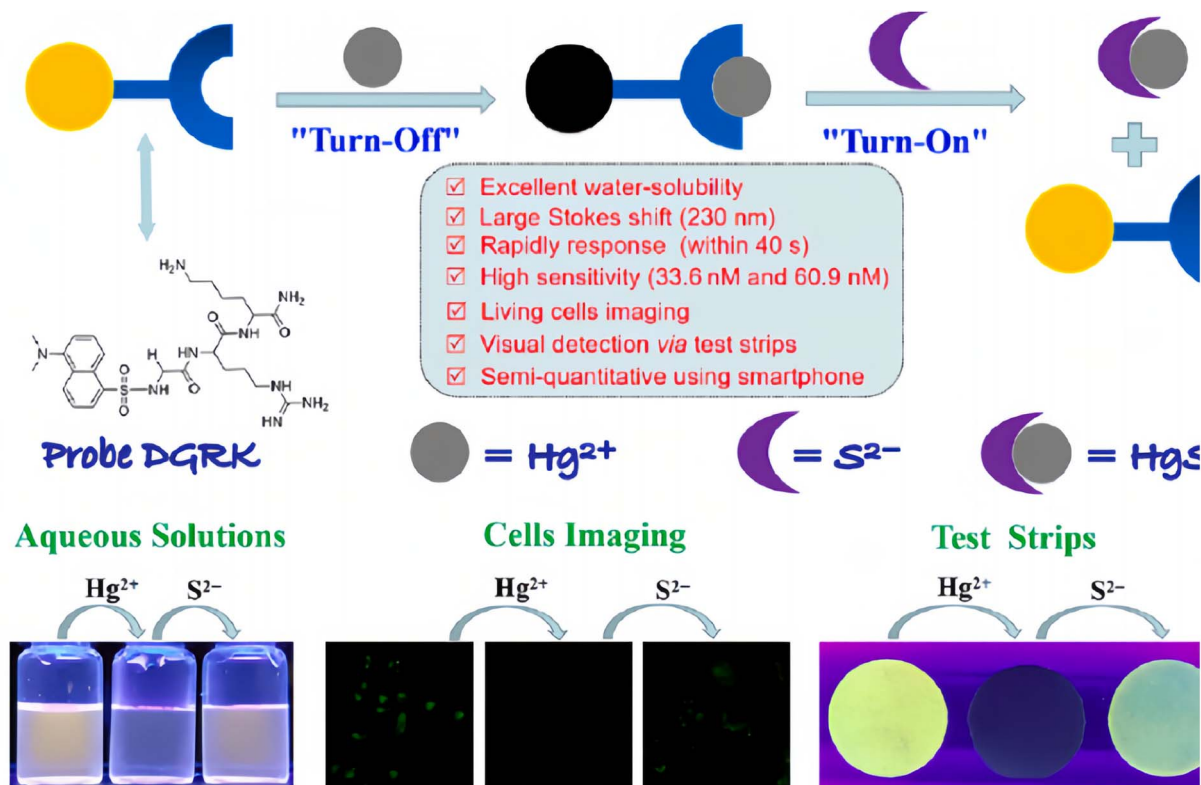 "Turn-Off"
"Turn-On"
☑ Excellent water-solubility
☑ Large Stokes shift (230 nm)
☑ Rapidly response (within 40 s)
☑ High sensitivity (33.6 nM and 60.9 nM)
☑ Living cells imaging
☑ Visual detection via test strips
☑ Semi-quantitative using smartphone
H₂N
NH₂
O
NH
O
N
H
NH
O
S
O
O
NH
NH
NH₂
HN
Probe DGRK
= Hg²⁺
= S²⁻
= HgS
Aqueous Solutions
Cells Imaging
Test Strips
Hg²⁺
S²⁻
Hg²⁺
S²⁻
Hg²⁺
S²⁻